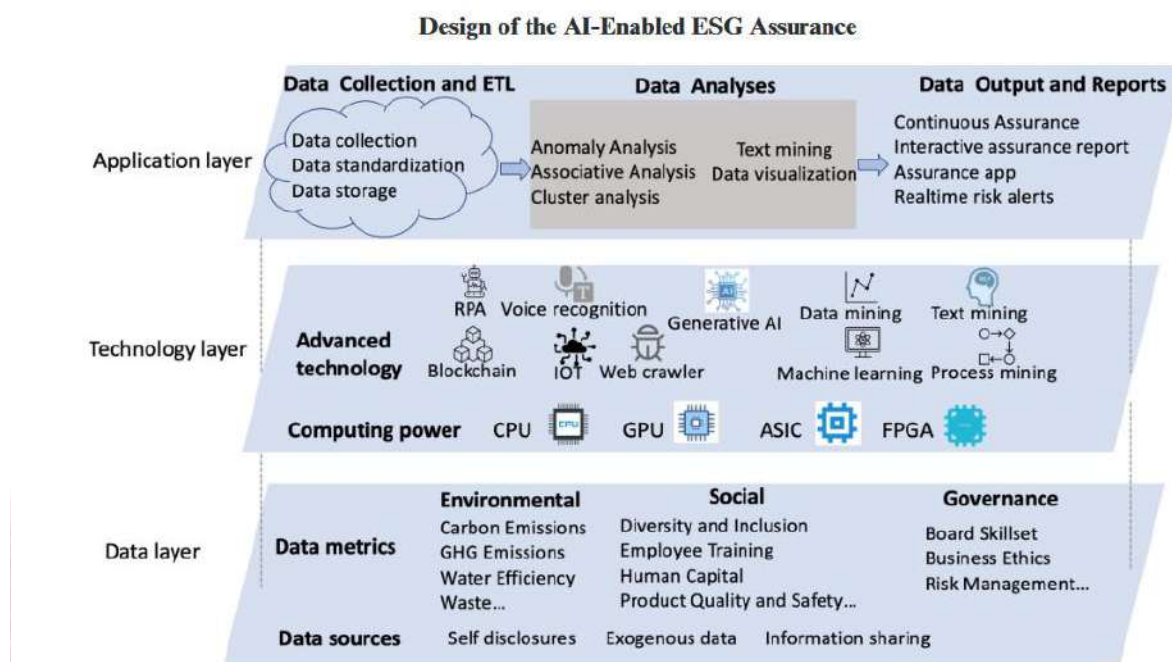 Design of the AI-Enabled ESG Assurance
Data Collection and ETL
Data Analyses
Data Output and Reports
Application layer
Data collection
Data standardization
Data storage
Anomaly Analysis
Associative Analysis
Cluster analysis
Text mining
Data visualization
Continuous Assurance
Interactive assurance report
Assurance app
Realtime risk alerts
Technology layer
Advanced
technology
RPA
Voice recognition
T
AI
Generative AI
Data mining
Text mining
Blockchain
IOT
Web crawler
Machine learning
Process mining
Computing power
CPU
CPU
GPU
ASIC
FPGA
Data layer
Data metrics
Environmental
Carbon Emissions
GHG Emissions
Water Efficiency
Waste...
Social
Diversity and Inclusion
Employee Training
Human Capital
Product Quality and Safety...
Governance
Board Skillset
Business Ethics
Risk Management...
Data sources
Self disclosures
Exogenous data
Information sharing